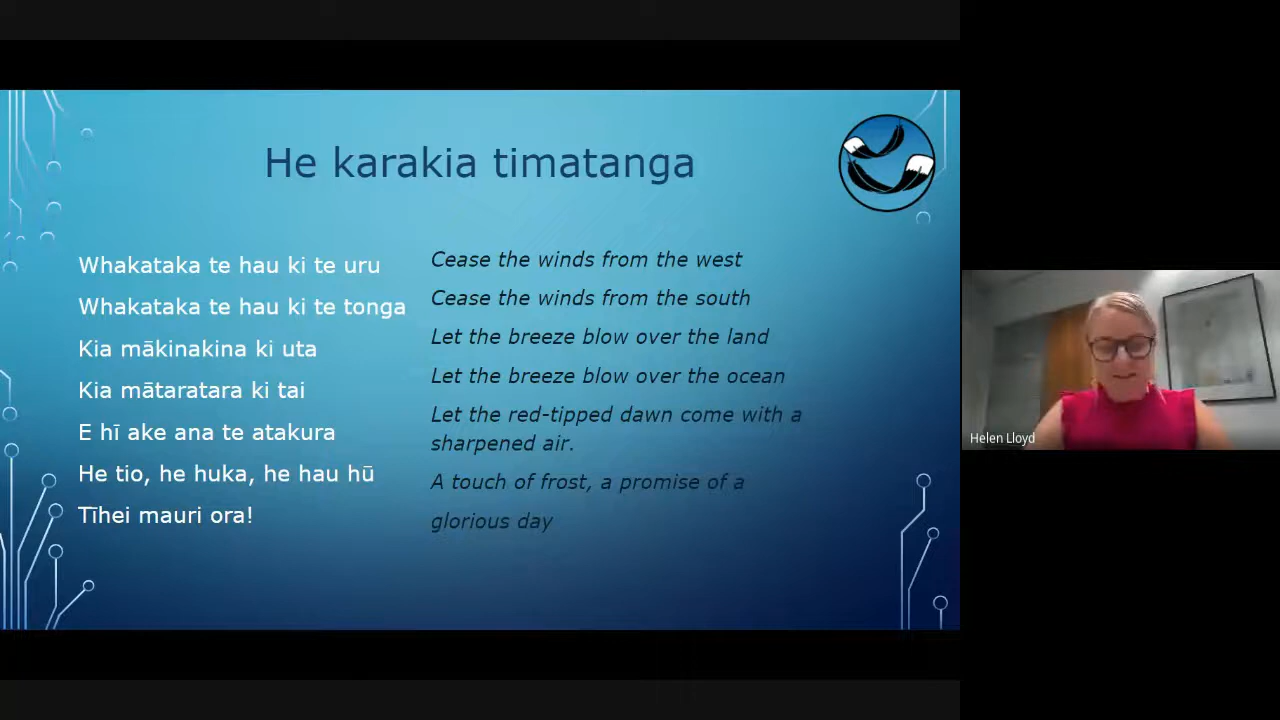 He karakia timatanga
Whakataka te hau ki te uru
Whakataka te hau ki te tonga
Kia mākinakina ki uta
Kia mātaratara ki tai
E hī ake ana te atakura
He tio, he huka, he hau hū
Tīhei mauri ora!
Cease the winds from the west
Cease the winds from the south
Let the breeze blow over the land
Let the breeze blow over the ocean
Let the red-tipped dawn come with a
sharpened air.
A touch of frost, a promise of a
glorious day
Helen Lloyd